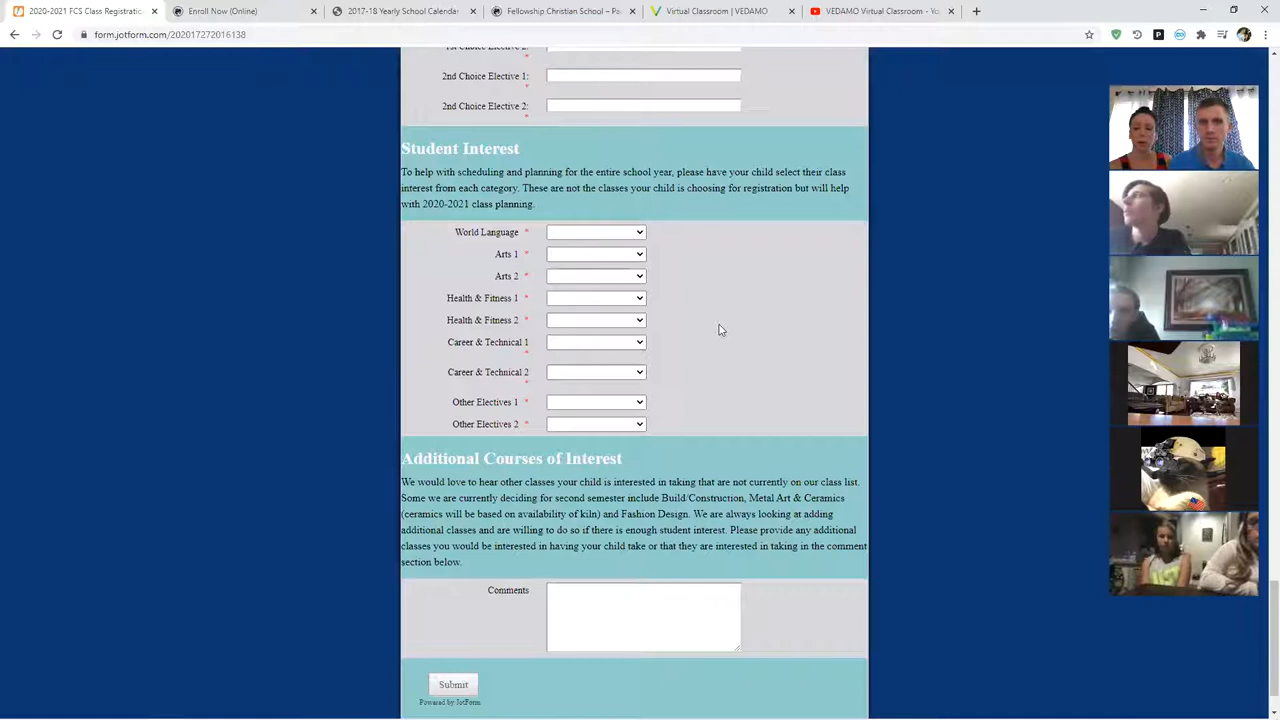 2020-2021 FCS Class Registratio
Enroll Now (Online)
2017-18 Yearly School Calendar
Fellowship Christian School – Pa
Virtual Classroom | VEDAMO
VEDAMO Virtual Classroom - Yo
form.jotform.com/202017272016138
1st Choice Elective 2:
*
2nd Choice Elective 1:
*
2nd Choice Elective 2:
*
Student Interest
To help with scheduling and planning for the entire school year, please have your child select their class
interest from each category. These are not the classes your child is choosing for registration but will help
with 2020-2021 class planning.
World Language *
Arts 1 *
Arts 2 *
Health & Fitness 1 *
Health & Fitness 2 *
Career & Technical 1
*
Career & Technical 2
*
Other Electives 1 *
Other Electives 2 *
Additional Courses of Interest
We would love to hear other classes your child is interested in taking that are not currently on our class list.
Some we are currently deciding for second semester include Build/Construction, Metal Art & Ceramics
(ceramics will be based on availability of kiln) and Fashion Design. We are always looking at adding
additional classes and are willing to do so if there is enough student interest. Please provide any additional
classes you would be interested in having your child take or that they are interested in taking in the comment
section below.
Comments
Submit
Powered by JotForm